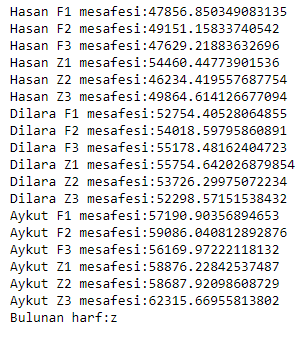 Hasan F1 mesafesi:47856.850349083135
Hasan F2 mesafesi:49151.15833740542
Hasan F3 mesafesi:47629.21883632696
Hasan Z1 mesafesi:54460.44773901536
Hasan Z2 mesafesi:46234.419557687754
Hasan Z3 mesafesi:49864.614126677094
Dilara F1 mesafesi:52754.40528064855
Dilara F2 mesafesi:54018.59795860891
Dilara F3 mesafesi:55178.48162404723
Dilara Z1 mesafesi:55754.642026879854
Dilara Z2 mesafesi:53726.29975072234
Dilara Z3 mesafesi:52298.57151538432
Aykut F1 mesafesi:57190.90356894653
Aykut F2 mesafesi:59086.040812892876
Aykut F3 mesafesi:56169.97222118132
Aykut Z1 mesafesi:58876.22842537487
Aykut Z2 mesafesi:58687.92098608729
Aykut Z3 mesafesi:62315.66955813802
Bulunan harf:z